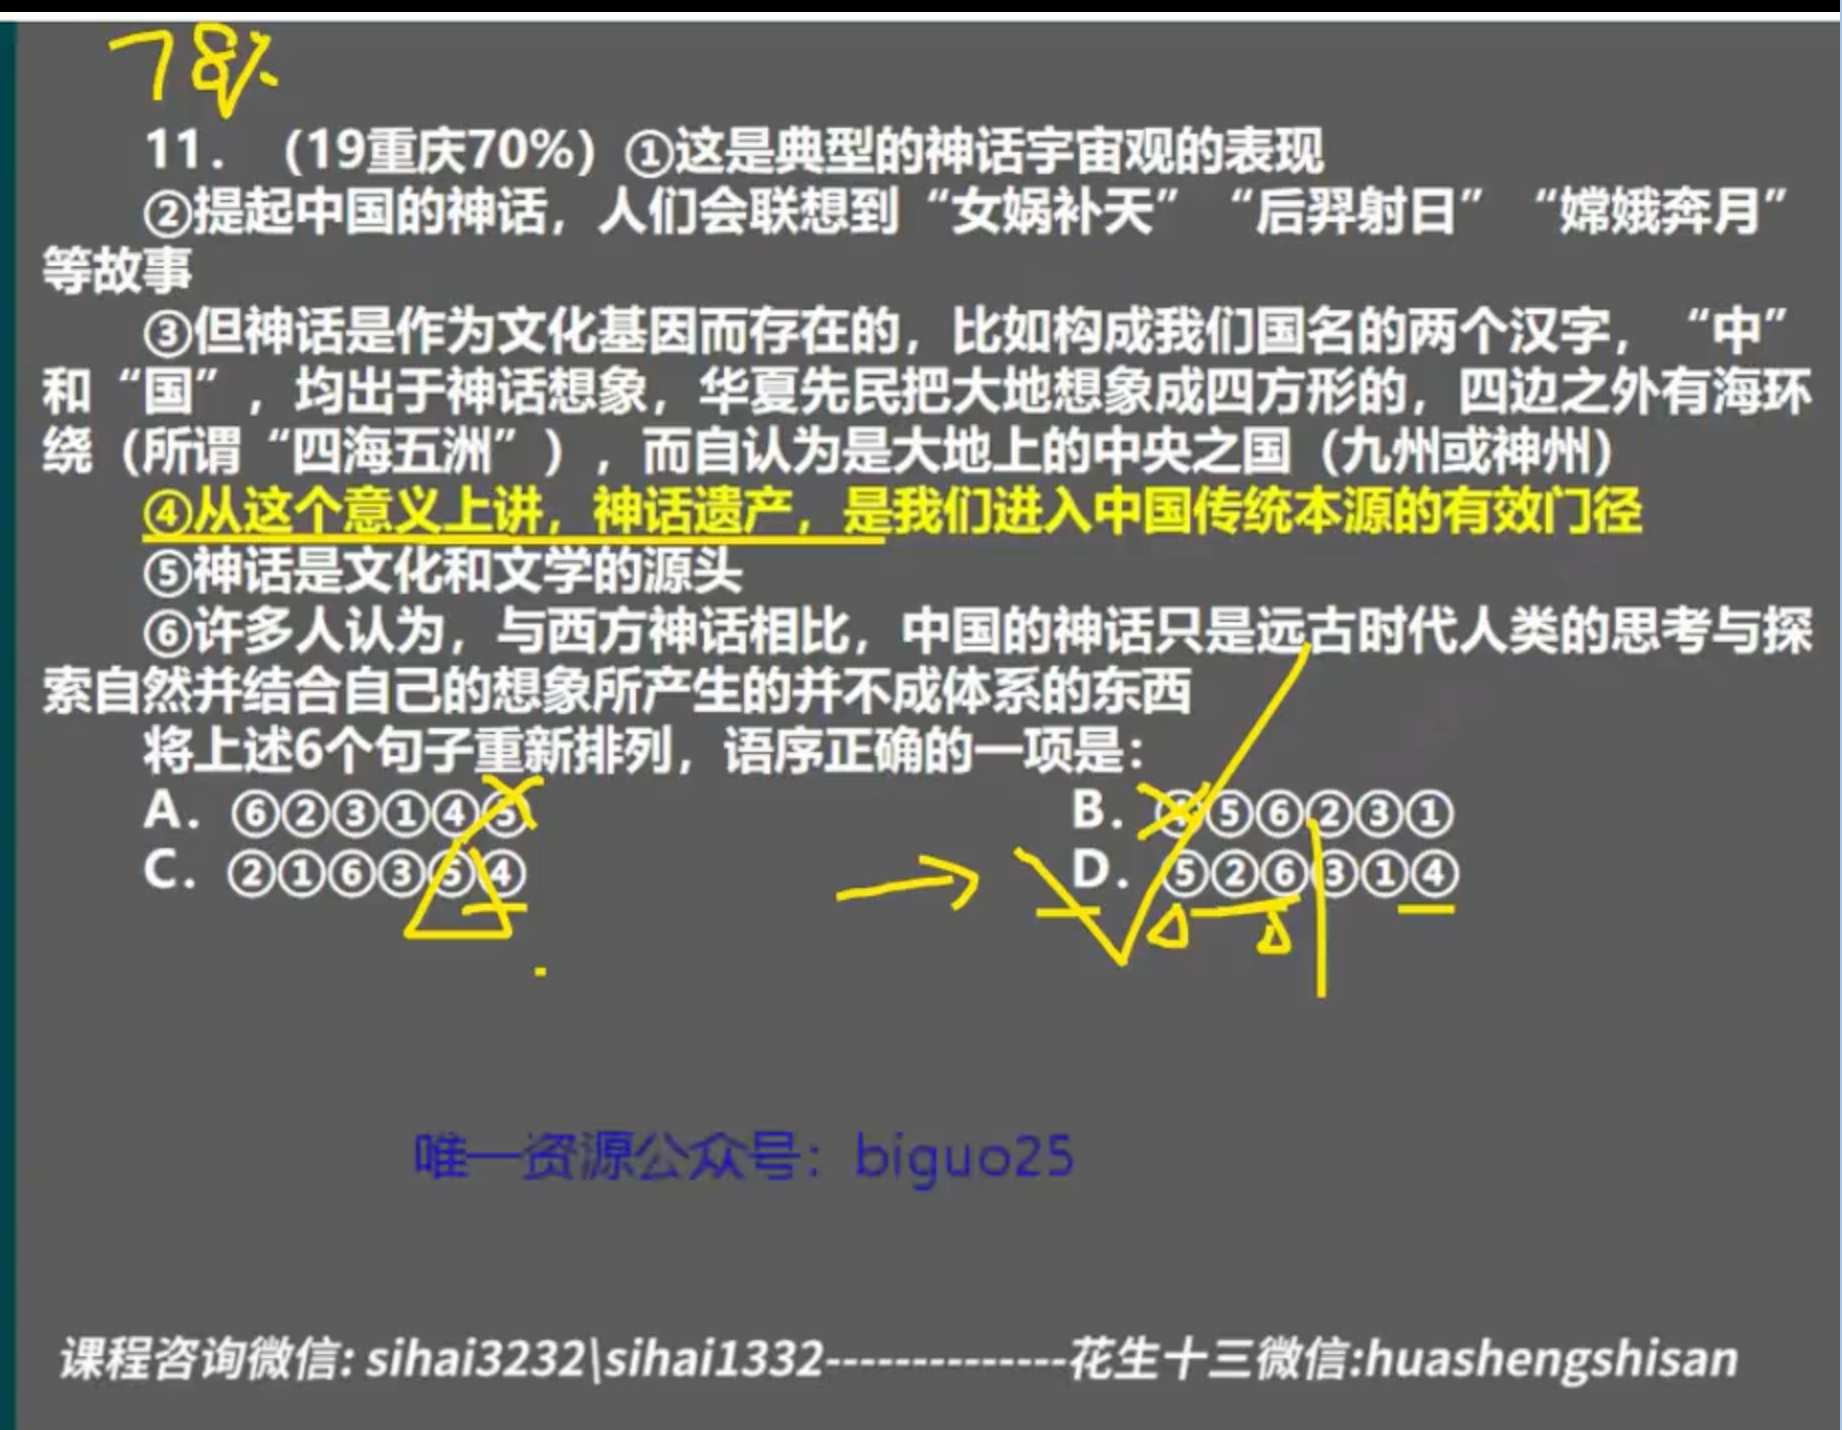 78%
11. （19重庆70%）①这是典型的神话宇宙观的表现
②提起中国的神话，人们会联想到“女娲补天”“后羿射日”“嫦娥奔月”
等故事
③但神话是作为文化基因而存在的，比如构成我们国名的两个汉字，“中”
和“国”，均出于神话想象，华夏先民把大地想象成四方形的，四边之外有海环
绕（所谓“四海五洲”），而自认为是大地上的中央之国（九州或神州）
④从这个意义上讲，神话遗产，是我们进入中国传统本源的有效门径
⑤神话是文化和文学的源头
⑥许多人认为，与西方神话相比，中国的神话只是远古时代人类的思考与探
索自然并结合自己的想象所产生的并不成体系的东西
将上述6个句子重新排列，语序正确的一项是：
A. ⑥②③①④⑤ B. ④⑤⑥②③①
C. ②①⑥③⑤④ D. ⑤②⑥③①④
唯一资源公众号：biguo25
课程咨询微信: sihai3232\sihai1332--------------花生十三微信:huashengshisan